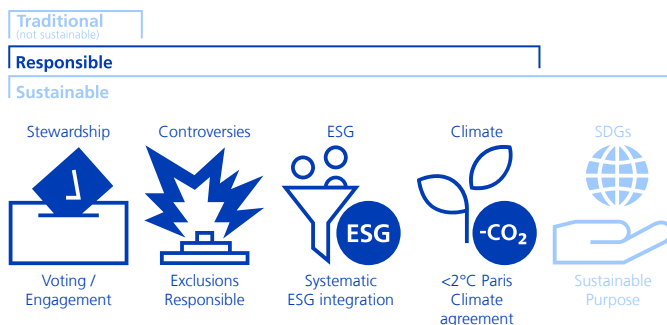 Traditional
(not sustainable)
Responsible
Sustainable
Stewardship
Controversies
ESG
Climate
SDGs
ESG
-CO₂
Voting /
Engagement
Exclusions
Responsible
Systematic
ESG integration
<2°C Paris
Climate
agreement
Sustainable
Purpose